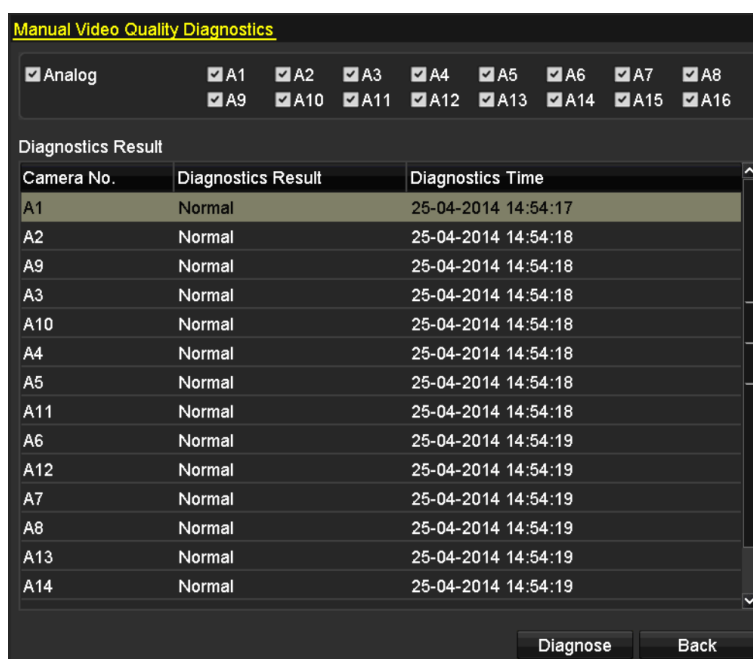 Manual Video Quality Diagnostics
Analog A1 A2 A3 A4 A5 A6 A7 A8
A9 A10 A11 A12 A13 A14 A15 A16
Diagnostics Result
Camera No. Diagnostics Result Diagnostics Time
A1 Normal 25-04-2014 14:54:17
A2 Normal 25-04-2014 14:54:18
A9 Normal 25-04-2014 14:54:18
A3 Normal 25-04-2014 14:54:18
A10 Normal 25-04-2014 14:54:18
A4 Normal 25-04-2014 14:54:18
A5 Normal 25-04-2014 14:54:18
A11 Normal 25-04-2014 14:54:18
A6 Normal 25-04-2014 14:54:19
A12 Normal 25-04-2014 14:54:19
A7 Normal 25-04-2014 14:54:19
A8 Normal 25-04-2014 14:54:19
A13 Normal 25-04-2014 14:54:19
A14 Normal 25-04-2014 14:54:19
Diagnose Back